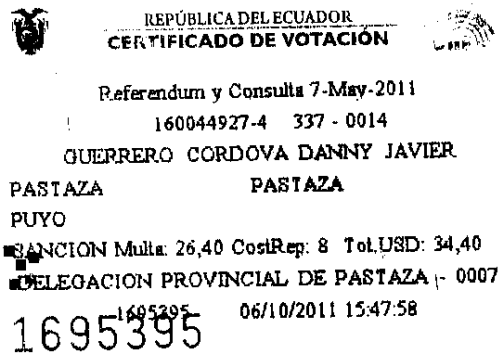 REPÚBLICA DEL ECUADOR
CERTIFICADO DE VOTACIÓN
Referendum y Consulta 7-May-2011
160044927-4 337 - 0014
GUERRERO CORDOVA DANNY JAVIER
PASTAZA PASTAZA
PUYO
SANCION Multa: 26,40 CostRep: 8 Tot.USD: 34,40
DELEGACION PROVINCIAL DE PASTAZA - 0007
1695395 06/10/2011 15:47:58
1695395